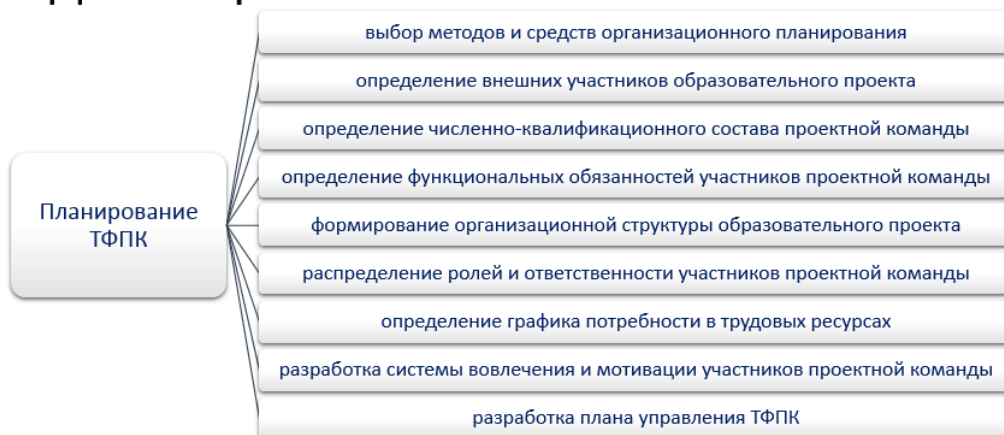 Планирование
ТФПК
выбор методов и средств организационного планирования
определение внешних участников образовательного проекта
определение численно-квалификационного состава проектной команды
определение функциональных обязанностей участников проектной команды
формирование организационной структуры образовательного проекта
распределение ролей и ответственности участников проектной команды
определение графика потребности в трудовых ресурсах
разработка системы вовлечения и мотивации участников проектной команды
разработка плана управления ТФПК